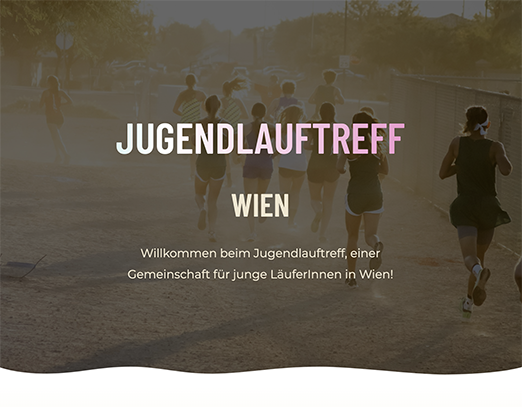 JUGENDLAUFTREFF
WIEN
Willkommen beim Jugendlauftreff, einer
Gemeinschaft für junge LäuferInnen in Wien!